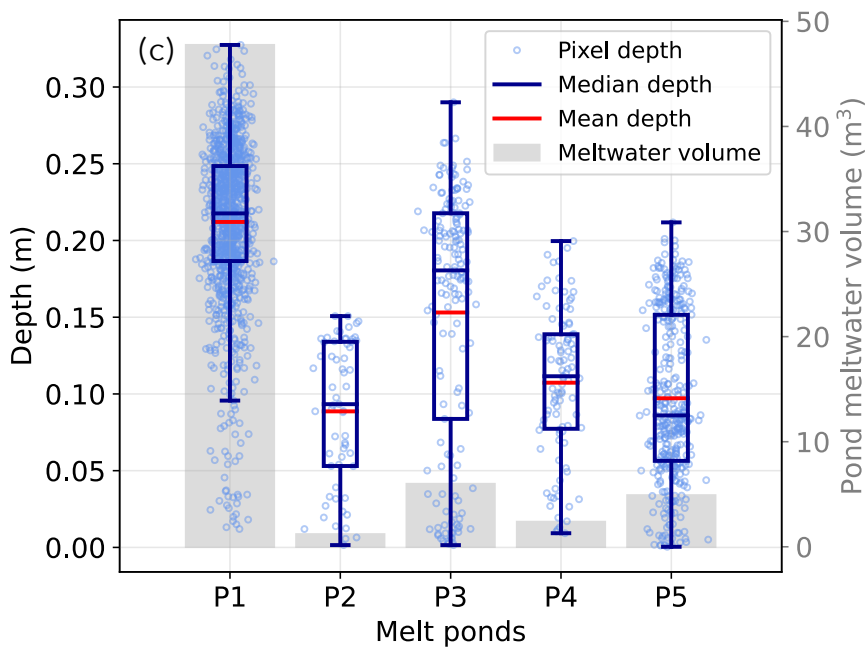 (c)
Pixel depth
Median depth
Mean depth
Meltwater volume
Depth (m)
0.30
0.25
0.20
0.15
0.10
0.05
0.00
50
40
30
20
10
0
Pond meltwater volume (m³)
P1 P2 P3 P4 P5
Melt ponds